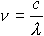 ν = c/λ